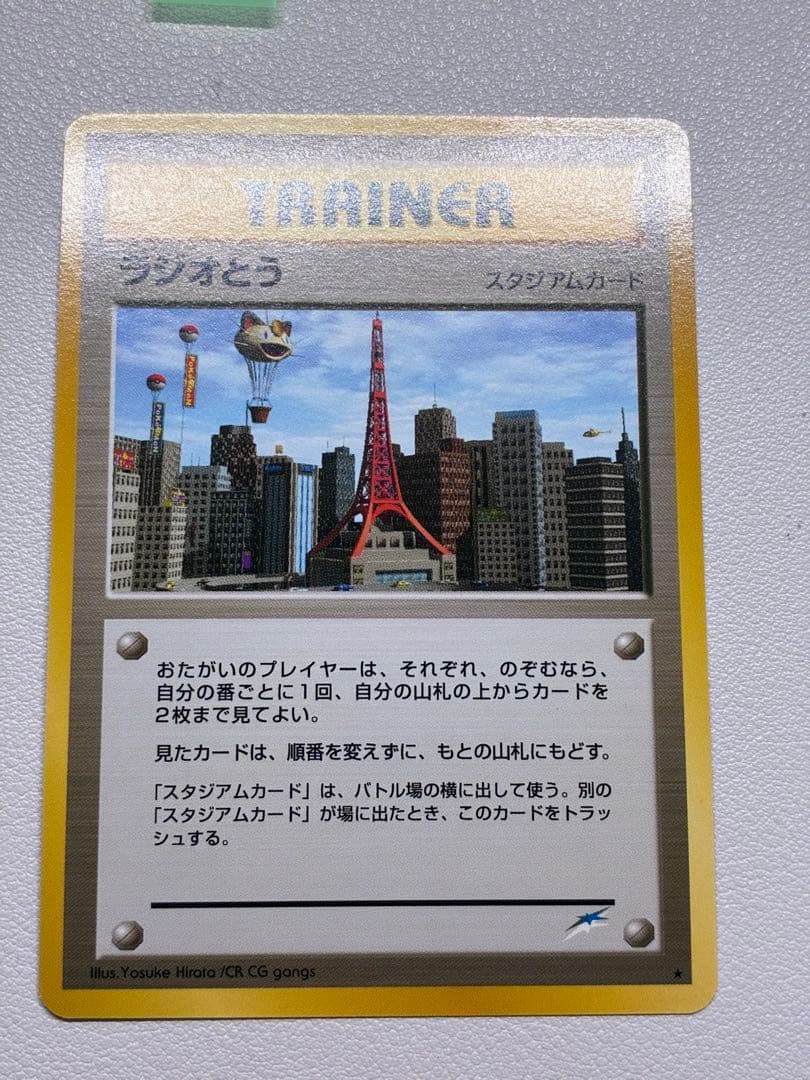 TRAINER
ラジオとう
スタジアムカード
おたがいのプレイヤーは、それぞれ、のぞむなら、
自分の番ごとに1回、自分の山札の上からカードを
2枚まで見てよい。
見たカードは、順番を変えずに、もとの山札にもどす。
「スタジアムカード」は、バトル場の横に出して使う。別の
「スタジアムカード」が場に出たとき、このカードをトラッ
シュする。
Illus. Yosuke Hirata /CR CG gangs
★